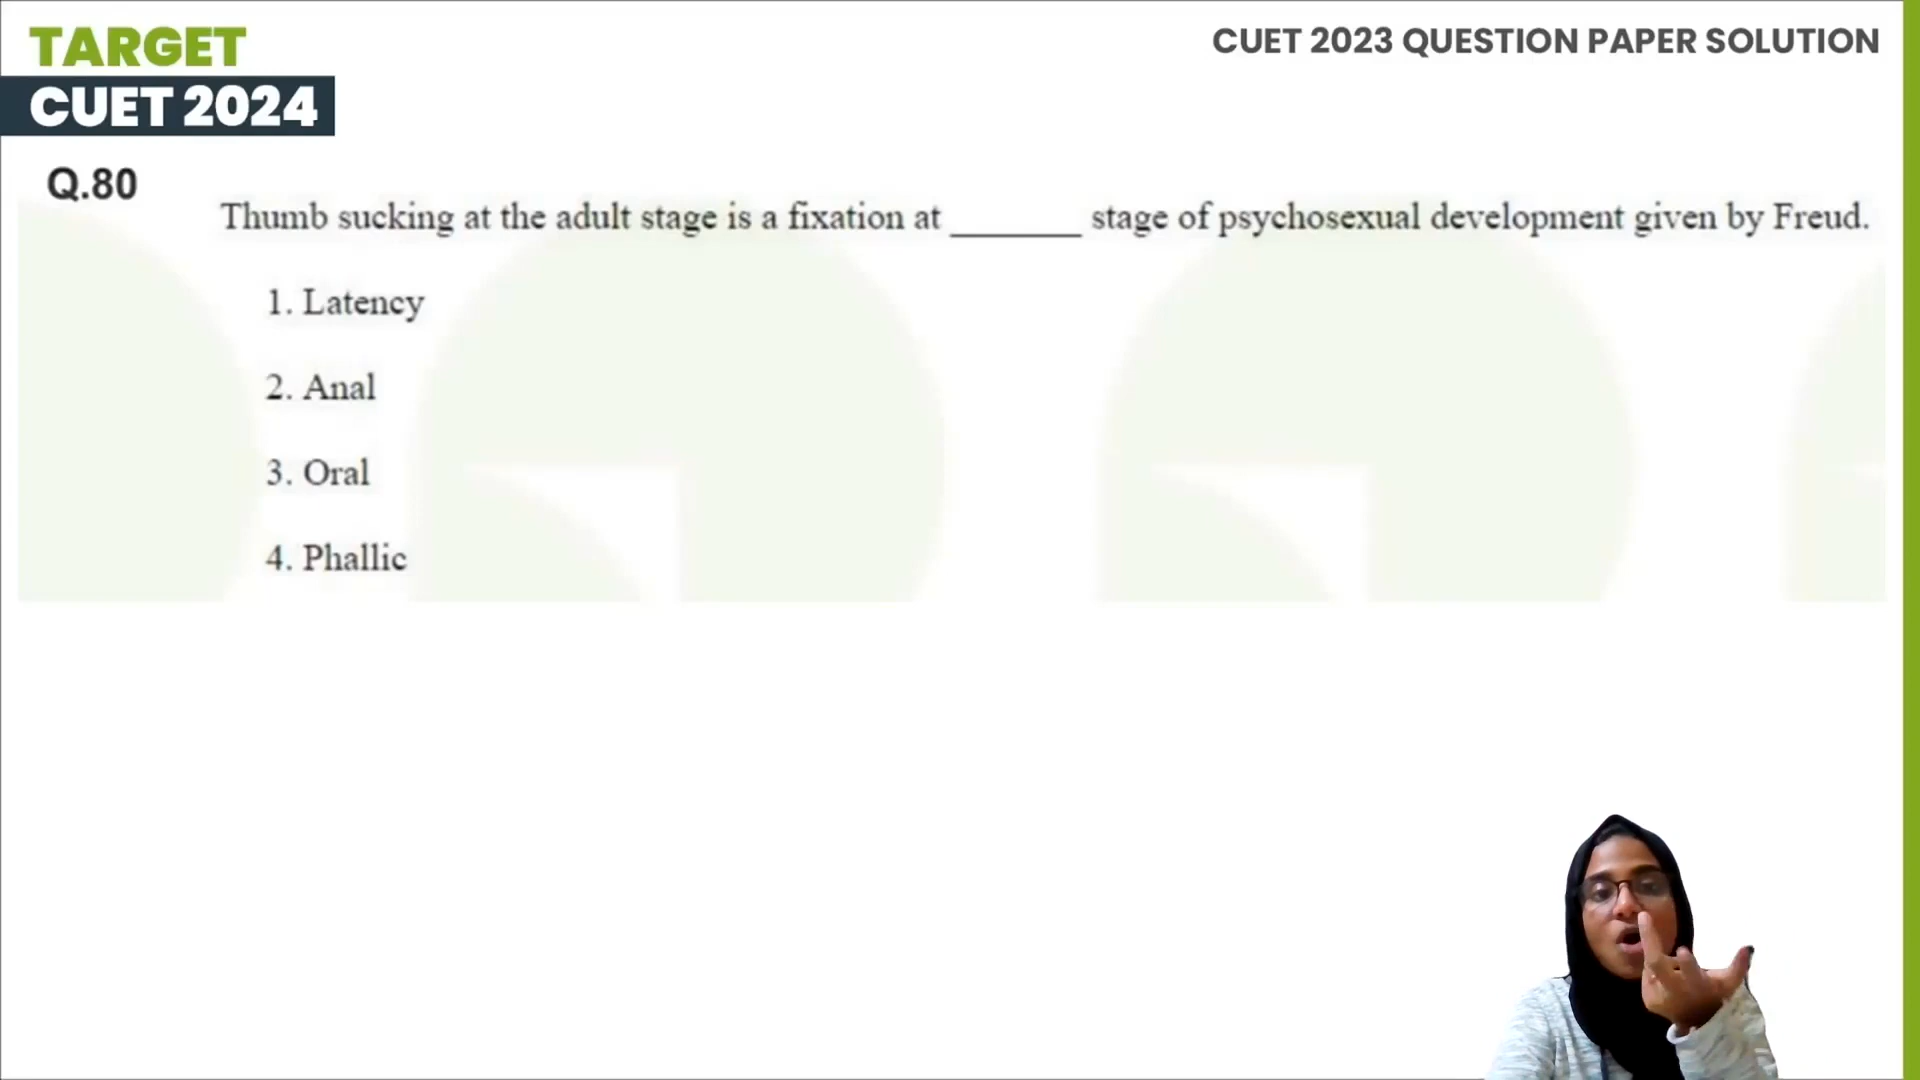 TARGET
CUET 2024
CUET 2023 QUESTION PAPER SOLUTION
Q.80
Thumb sucking at the adult stage is a fixation at _______ stage of psychosexual development given by Freud.
1. Latency
2. Anal
3. Oral
4. Phallic